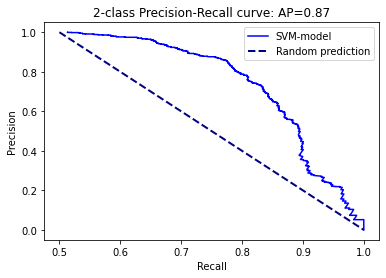 2-class Precision-Recall curve: AP=0.87
SVM-model
Random prediction
Precision
1.0
0.8
0.6
0.4
0.2
0.0
0.5 0.6 0.7 0.8 0.9 1.0
Recall